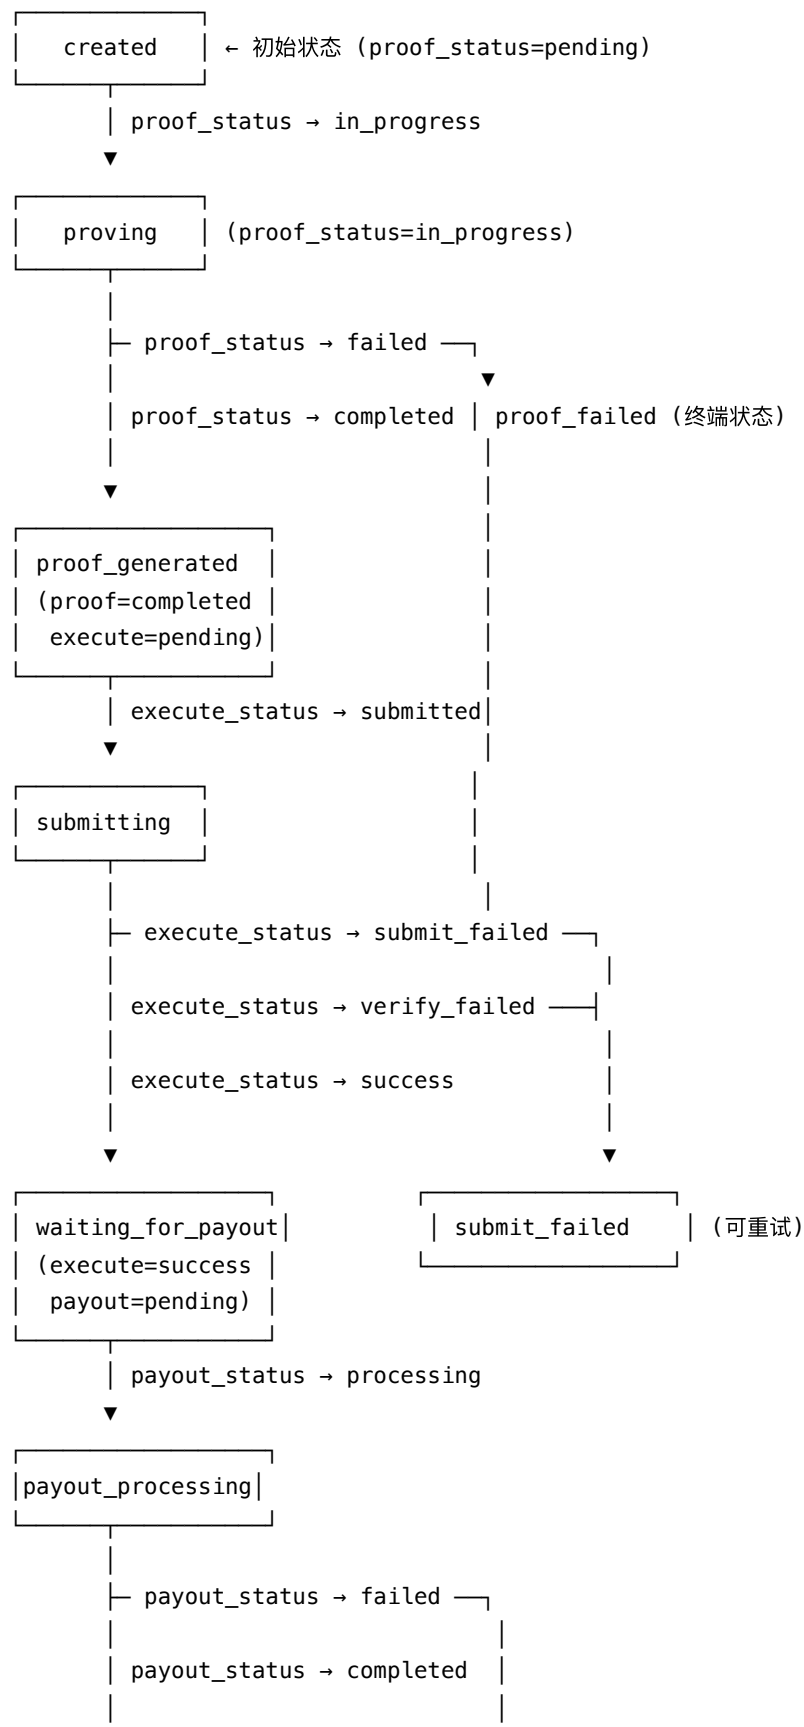 created ← 初始状态 (proof_status=pending)
proof_status → in_progress
proving (proof_status=in_progress)
proof_status → failed
proof_status → completed proof_failed (终端状态)
proof_generated
(proof=completed
execute=pending)
execute_status → submitted
submitting
execute_status → submit_failed
execute_status → verify_failed
execute_status → success
waiting_for_payout submit_failed (可重试)
(execute=success
payout=pending)
payout_status → processing
payout_processing
payout_status → failed
payout_status → completed